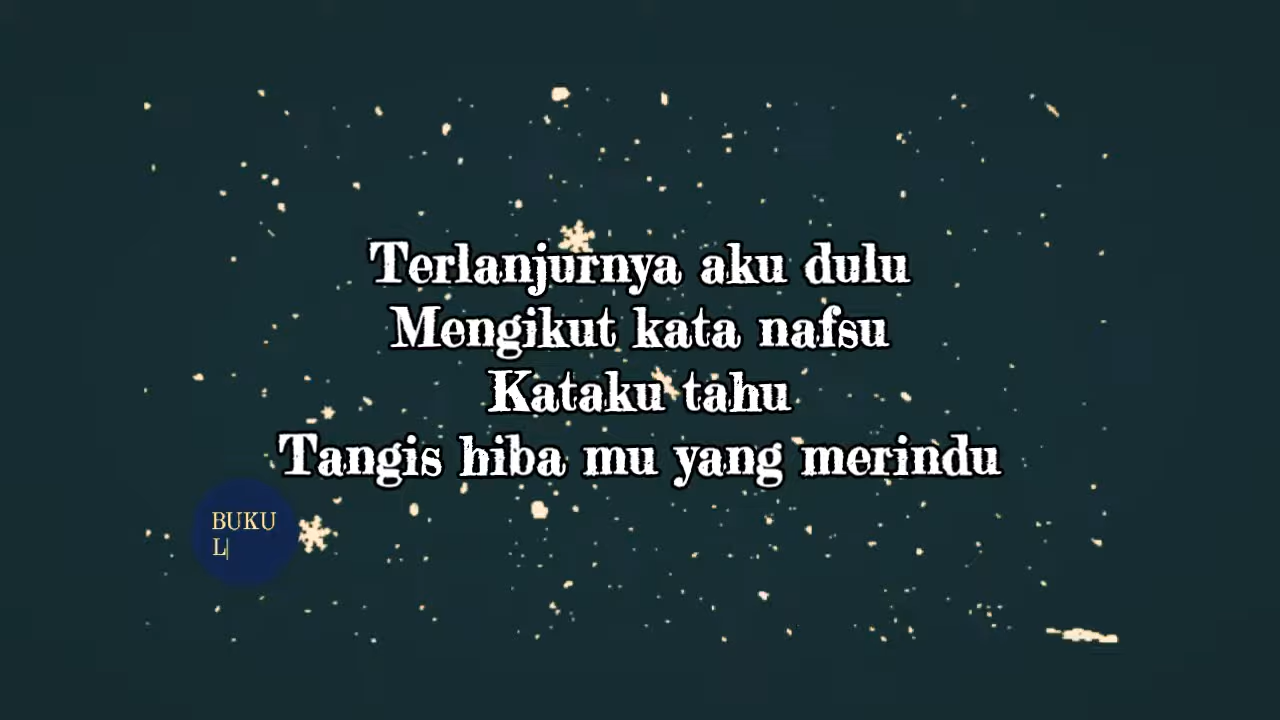 Terlanjurnya aku dulu
Mengikut kata nafsu
Kataku tahu
Tangis hiba mu yang merindu
BUKU
L